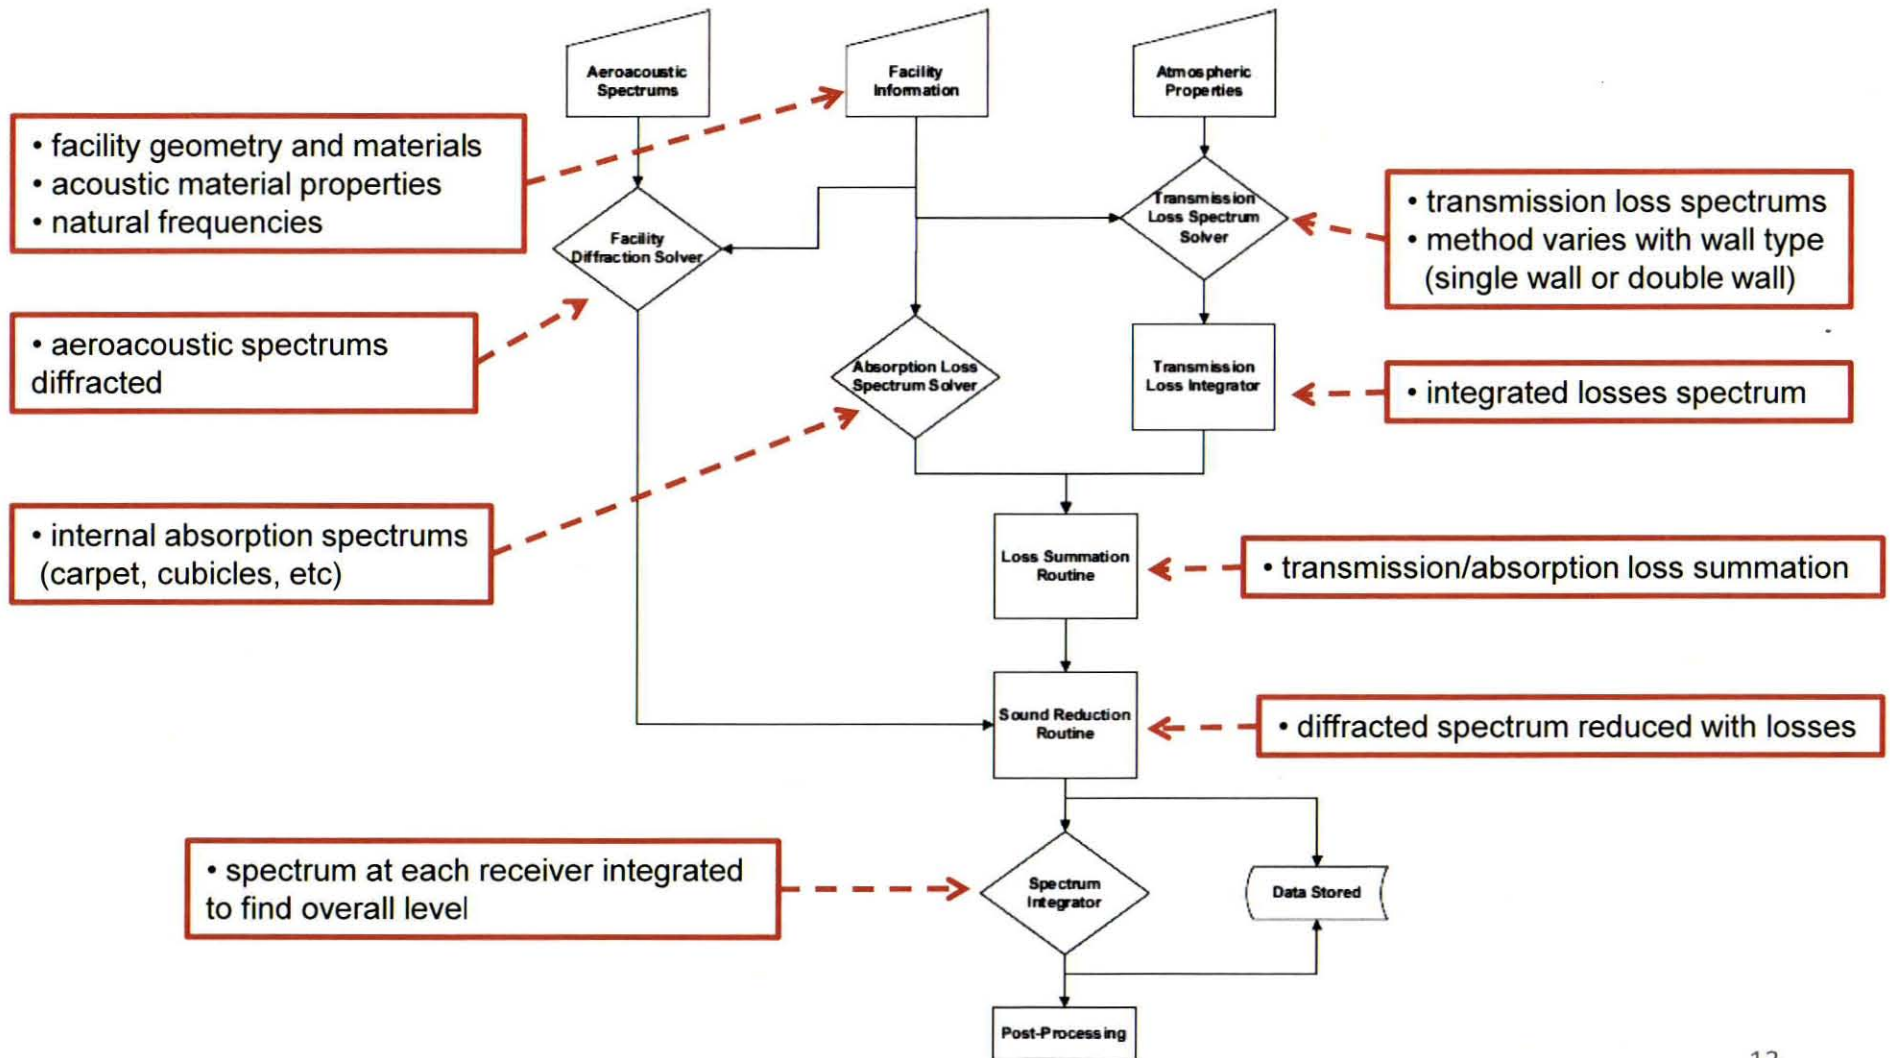 Aeroacoustic
Spectrums
Facility
Information
Atmospheric
Properties
• facility geometry and materials
• acoustic material properties
• natural frequencies
Facility
Diffraction Solver
Transmission
Loss Spectrum
Solver
• transmission loss spectrums
• method varies with wall type
(single wall or double wall)
• aeroacoustic spectrums
diffracted
Absorption Loss
Spectrum Solver
Transmission
Loss Integrator
• integrated losses spectrum
• internal absorption spectrums
(carpet, cubicles, etc)
Loss Summation
Routine
• transmission/absorption loss summation
Sound Reduction
Routine
• diffracted spectrum reduced with losses
• spectrum at each receiver integrated
to find overall level
Spectrum
Integrator
Data Stored
Post-Processing